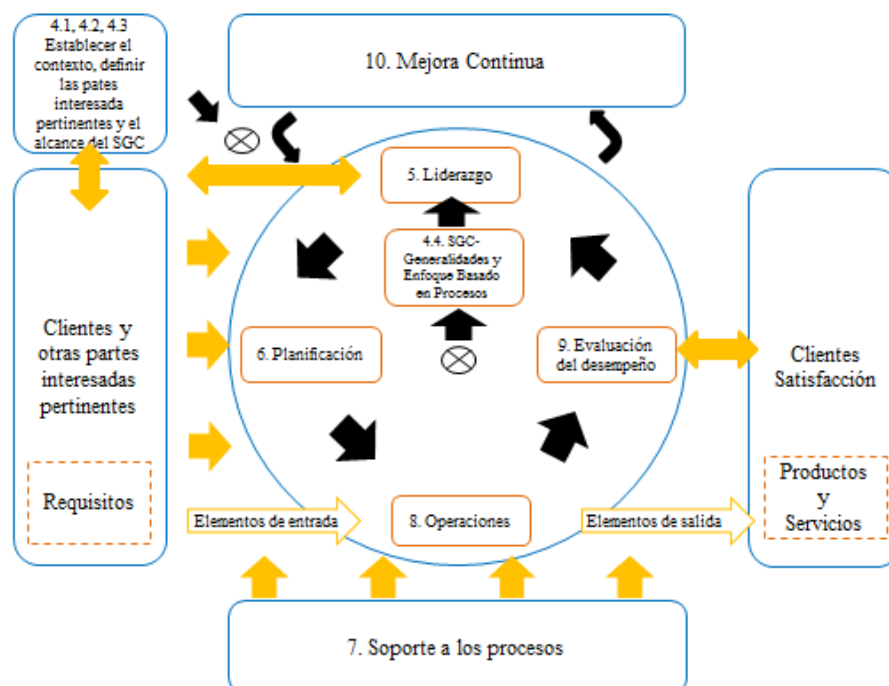 4.1, 4.2, 4.3
Establecer el
contexto, definir
las pates
interesada
pertinentes y el
alcance del SGC
10. Mejora Continua
5. Liderazgo
4.4. SGC-
Generalidades y
Enfoque Basado
en Procesos
Clientes y
otras partes
interesadas
pertinentes
6. Planificación
9. Evaluación
del desempeño
Clientes
Satisfacción
Requisitos
Productos
y
Servicios
Elementos de entrada
8. Operaciones
Elementos de salida
7. Soporte a los procesos